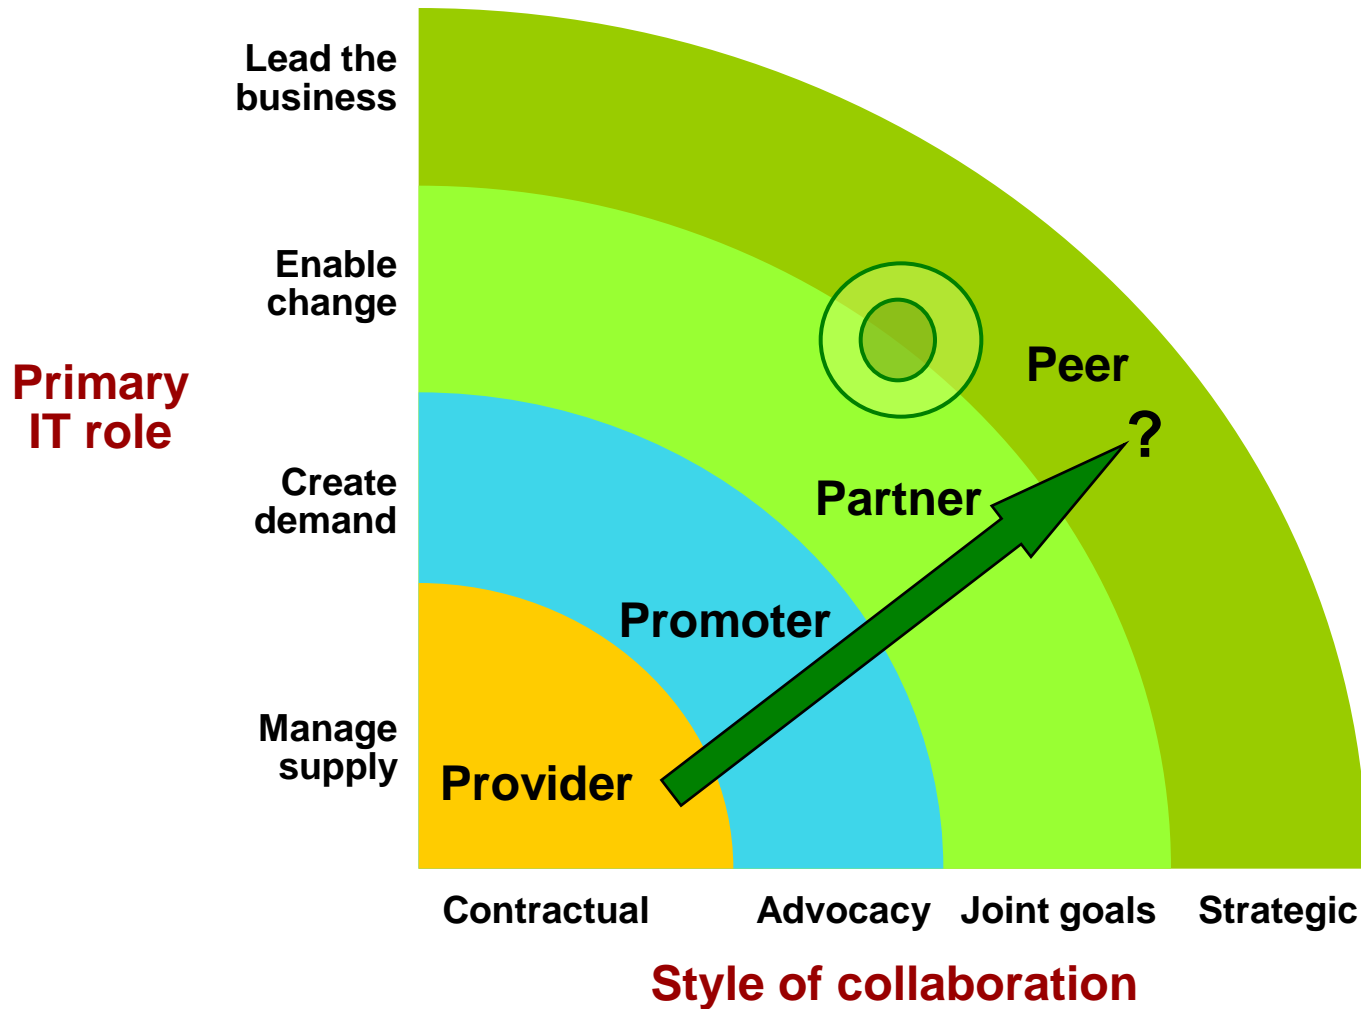 Lead the
business
Enable
change
Primary
IT role
Create
demand
Manage
supply
Peer
?
Partner
Promoter
Provider
Contractual
Advocacy
Joint goals
Strategic
Style of collaboration